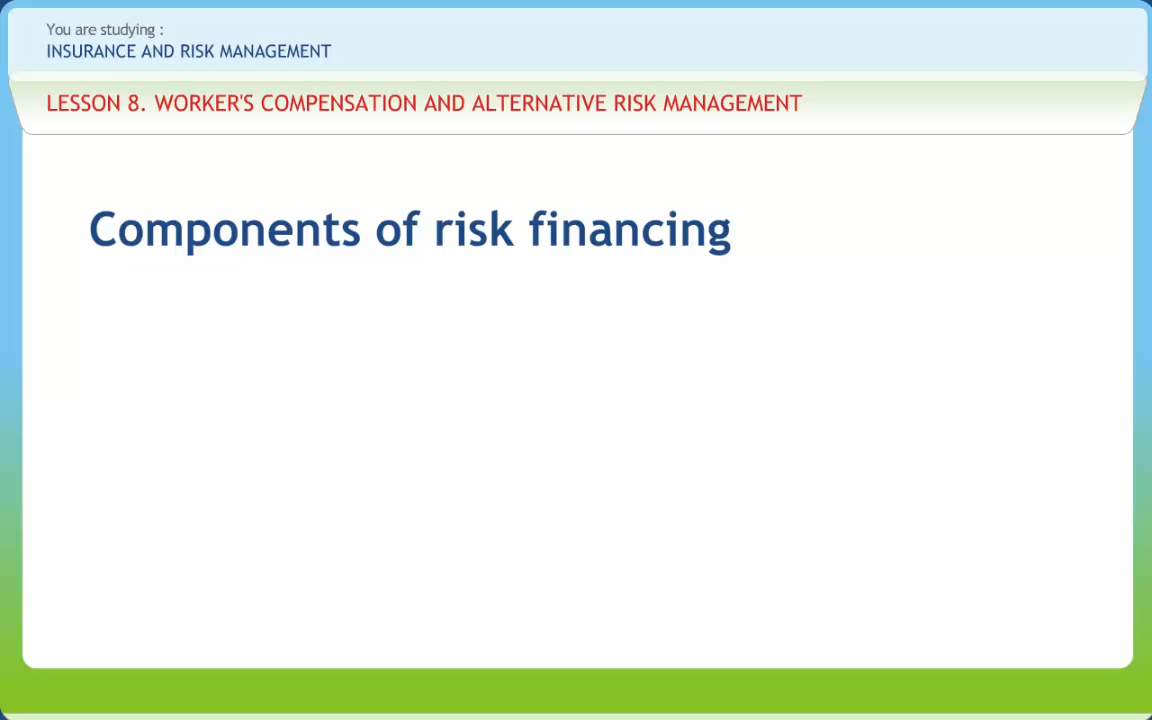 You are studying :
INSURANCE AND RISK MANAGEMENT
LESSON 8. WORKER'S COMPENSATION AND ALTERNATIVE RISK MANAGEMENT
Components of risk financing